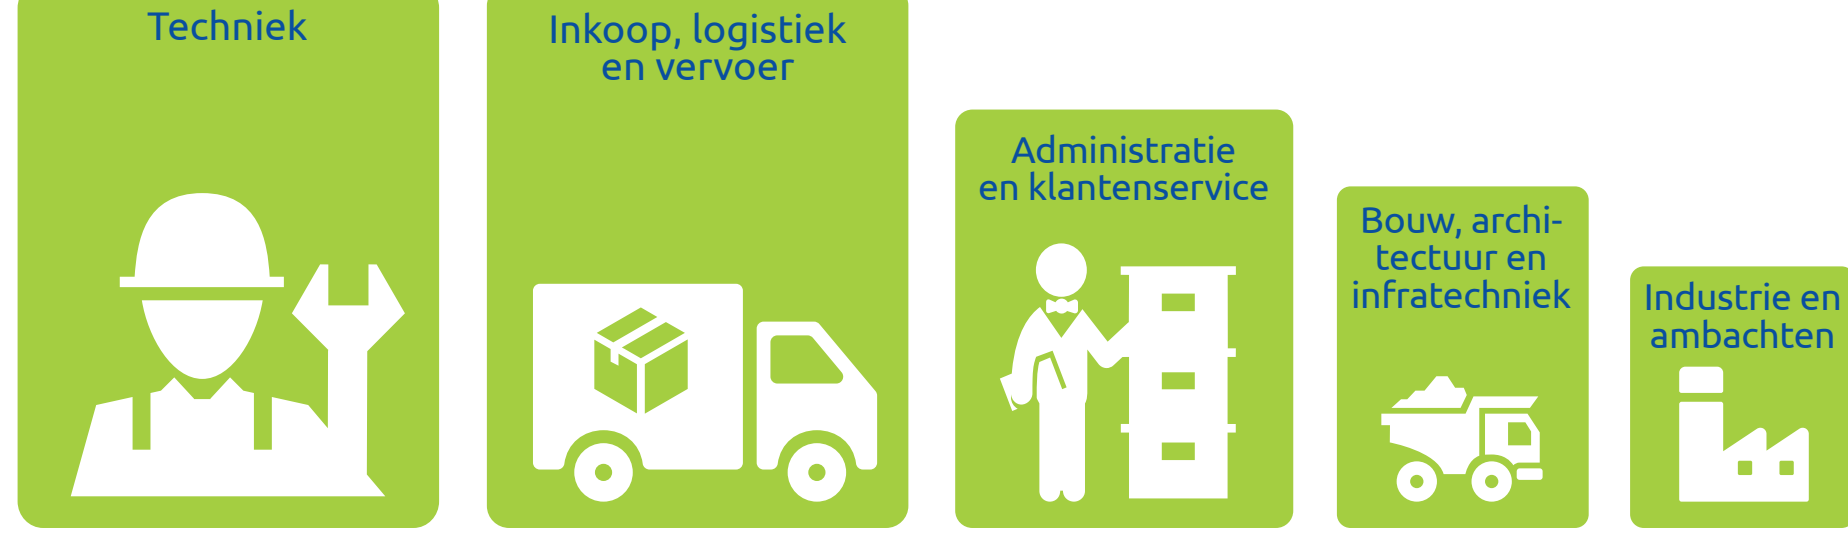 Techniek
Inkoop, logistiek
en vervoer
Administratie
en klantenservice
Bouw, archi-
tectuur en
infratechniek
Industrie en
ambachten